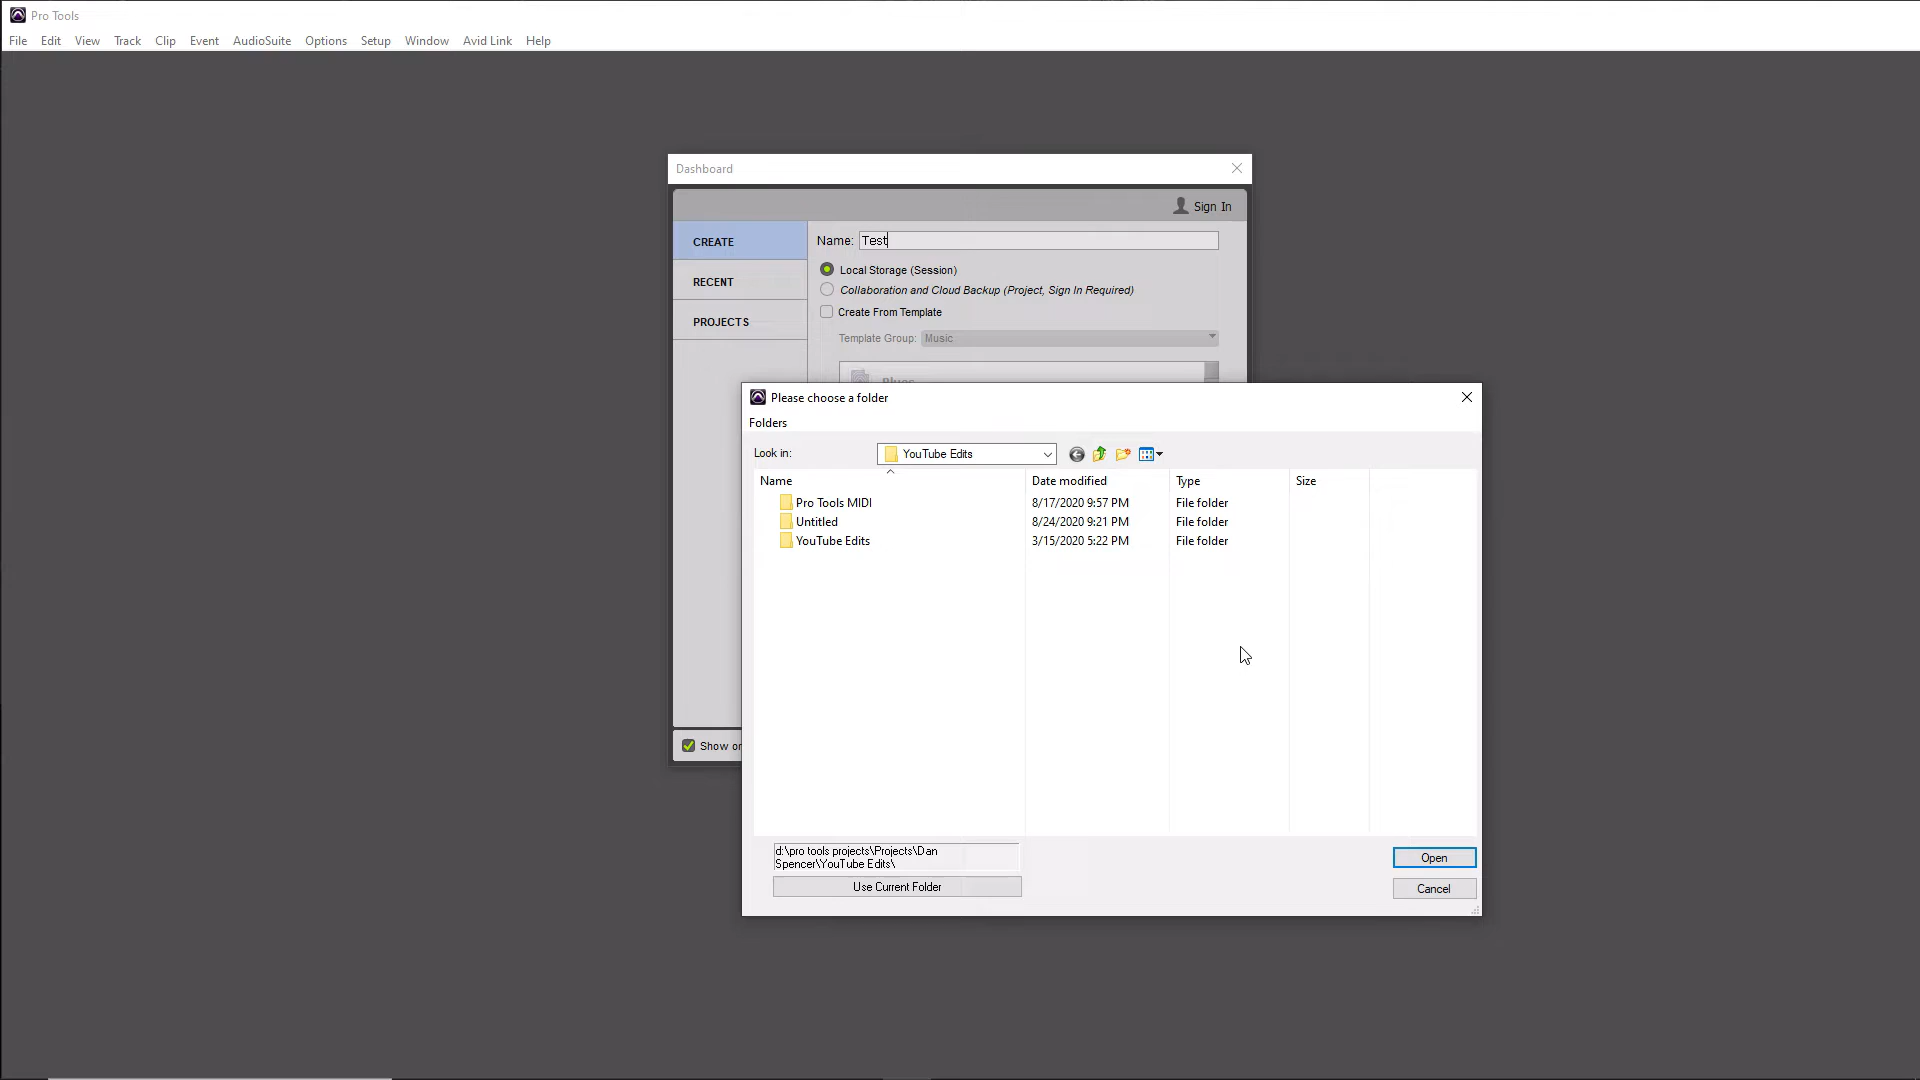 Pro Tools
File Edit View Track Clip Event AudioSuite Options Setup Window Avid Link Help
Dashboard
Sign In
CREATE
Name: Test
Local Storage (Session)
RECENT
Collaboration and Cloud Backup (Project, Sign In Required)
Create From Template
PROJECTS
Template Group: Music
Blues
Please choose a folder
Folders
Look in: YouTube Edits
Name Date modified Type Size
Pro Tools MIDI 8/17/2020 9:57 PM File folder
Untitled 8/24/2020 9:21 PM File folder
YouTube Edits 3/15/2020 5:22 PM File folder
Show
d:\pro tools projects\Projects\Dan
Spencer\YouTube Edits\
Open
Use Current Folder
Cancel